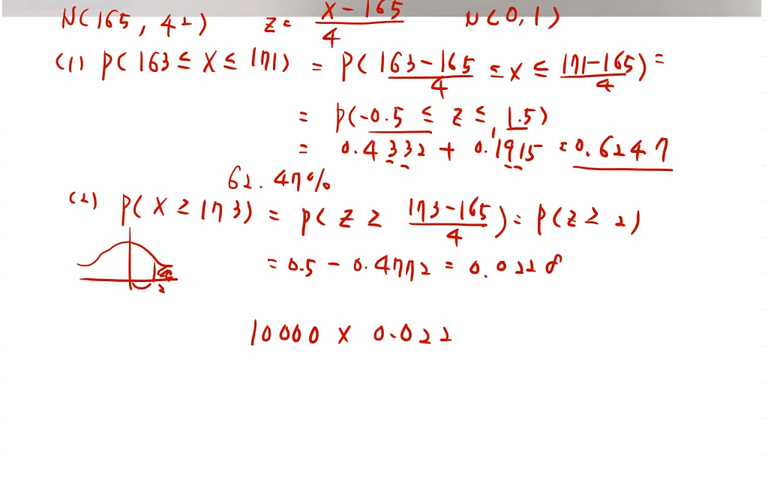 N(165, 4²) z = x-165/4 N(0,1)
(1) P(163 ≤ X ≤ 171) = P(163-165/4 ≤ x ≤ 171-165/4) =
= P(-0.5 ≤ z ≤ 1.5)
= 0.4332 + 0.1915 = 0.6247
62.47%
(2) P(X ≥ 173) = P(z ≥ 173-165/4) = P(z ≥ 2)
= 0.5 - 0.4772 = 0.0228
2
10000 × 0.022